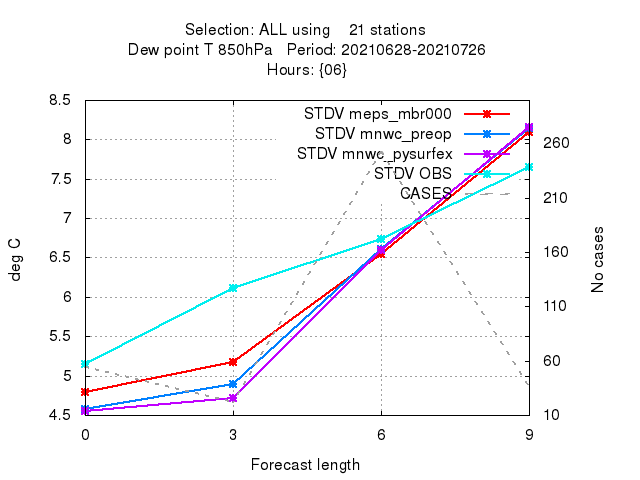 Selection: ALL using    21 stations
Dew point T 850hPa   Period: 20210628-20210726
Hours: {06}
8.5
8
7.5
7
6.5
6
5.5
5
4.5
deg C
STDV meps_mbr000
STDV mnwc_preop
STDV mnwc_pysurfex
STDV OBS
CASES
260
210
160
110
60
10
No cases
0 3 6 9
Forecast length